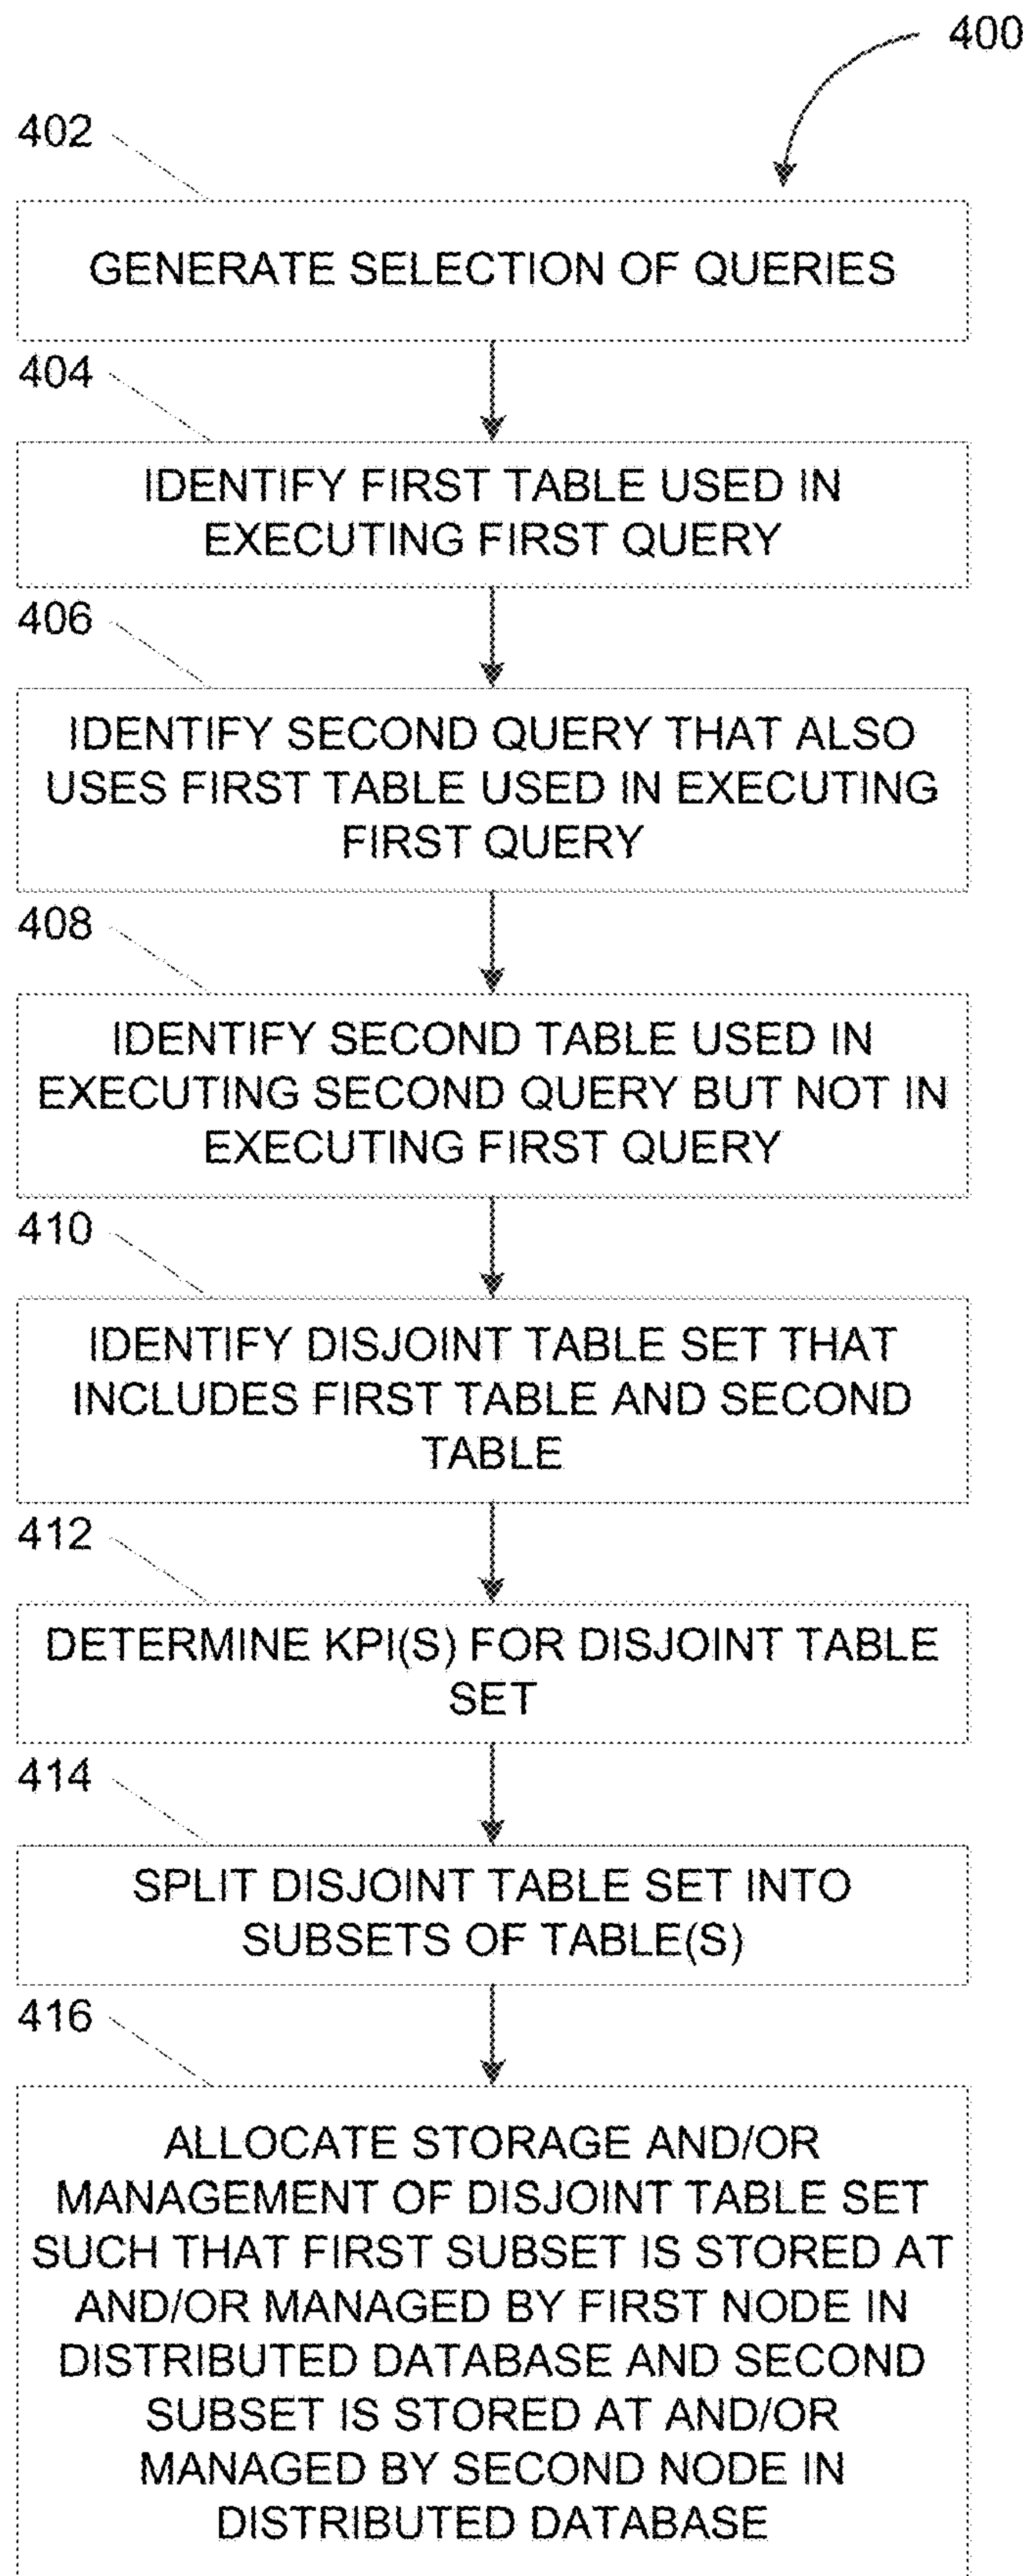 400
402
GENERATE SELECTION OF QUERIES
404
IDENTIFY FIRST TABLE USED IN
EXECUTING FIRST QUERY
406
IDENTIFY SECOND QUERY THAT ALSO
USES FIRST TABLE USED IN EXECUTING
FIRST QUERY
408
IDENTIFY SECOND TABLE USED IN
EXECUTING SECOND QUERY BUT NOT IN
EXECUTING FIRST QUERY
410
IDENTIFY DISJOINT TABLE SET THAT
INCLUDES FIRST TABLE AND SECOND
TABLE
412
DETERMINE KPI(S) FOR DISJOINT TABLE
SET
414
SPLIT DISJOINT TABLE SET INTO
SUBSETS OF TABLE(S)
416
ALLOCATE STORAGE AND/OR
MANAGEMENT OF DISJOINT TABLE SET
SUCH THAT FIRST SUBSET IS STORED AT
AND/OR MANAGED BY FIRST NODE IN
DISTRIBUTED DATABASE AND SECOND
SUBSET IS STORED AT AND/OR
MANAGED BY SECOND NODE IN
DISTRIBUTED DATABASE